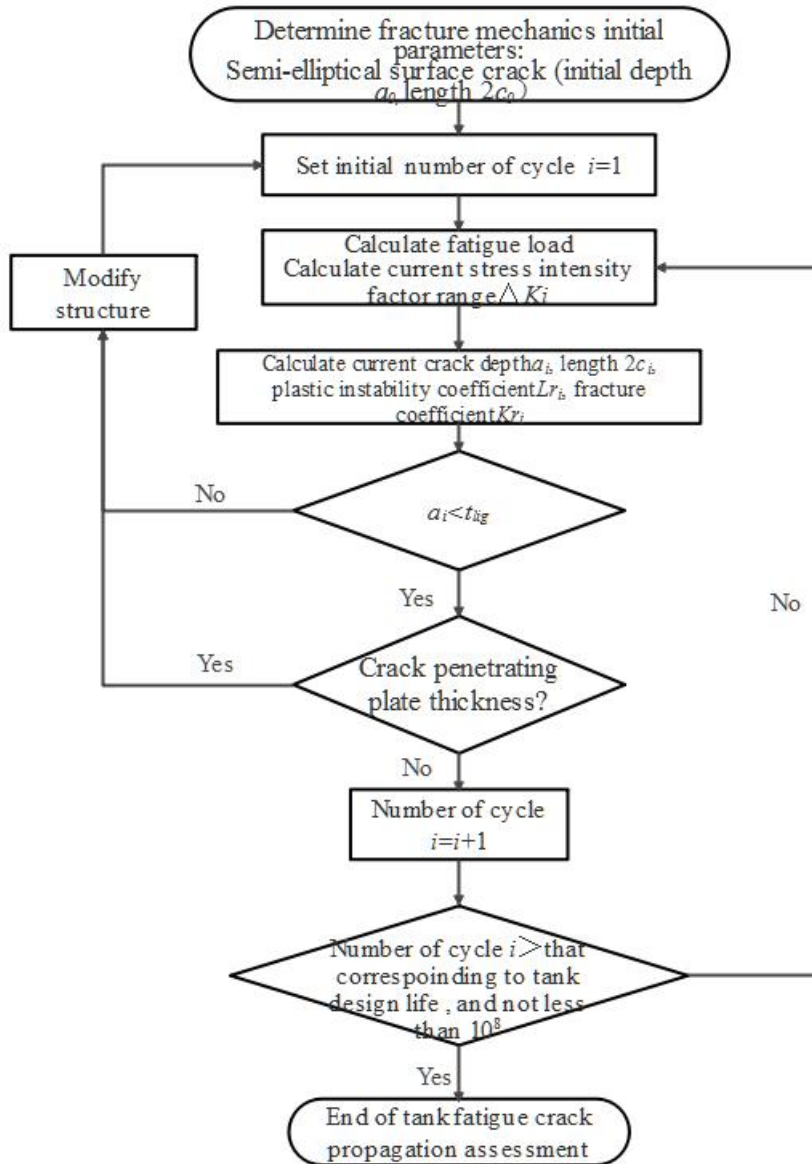 Determine fracture mechanics initial
parameters:
Semi-elliptical surface crack (initial depth
a₀, length 2c₀)
Set initial number of cycle i=1
Calculate fatigue load
Calculate current stress intensity
factor range△Ki
Modify
structure
Calculate current crack depthaᵢ, length 2cᵢ,
plastic instability coefficientLrᵢ, fracture
coefficientKrᵢ
No
aᵢ<t_lig
Yes
No
Yes
Crack penetrating
plate thickness?
No
Number of cycle
i=i+1
Number of cycle i＞that
correspoinding to tank
design life , and not less
than 10⁸
Yes
End of tank fatigue crack
propagation assessment